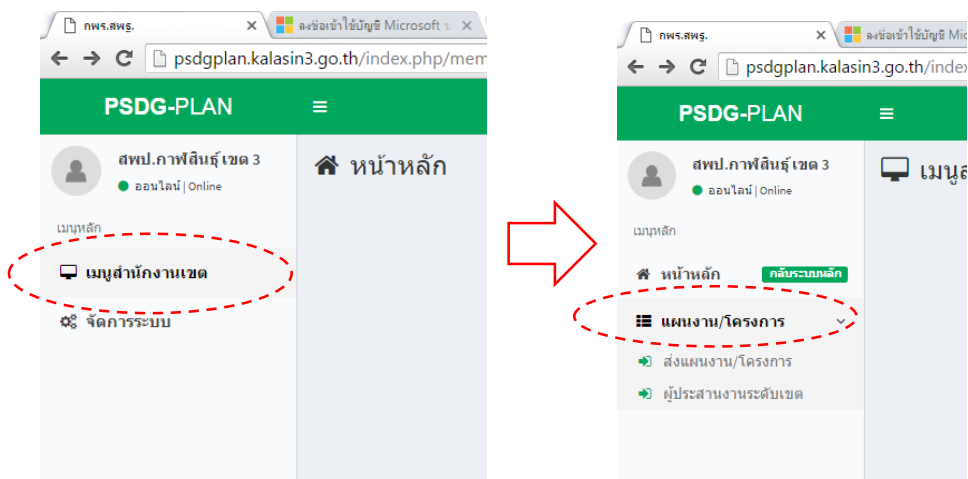 กพร.สพฐ.
ลงชื่อเข้าใช้บัญชี Microsoft ข
psdgplan.kalasin3.go.th/index.php/mem
PSDG-PLAN
สพป.กาฬสินธุ์ เขต 3
ออนไลน์ | Online
หน้าหลัก
เมนูหลัก
เมนูสำนักงานเขต
จัดการระบบ
กพร.สพฐ.
ลงชื่อเข้าใช้บัญชี Mic
psdgplan.kalasin3.go.th/index
PSDG-PLAN
สพป.กาฬสินธุ์ เขต 3
ออนไลน์ | Online
เมนูส
เมนูหลัก
หน้าหลัก กลับระบบหลัก
แผนงาน/โครงการ
ส่งแผนงาน/โครงการ
ผู้ประสานงานระดับเขต